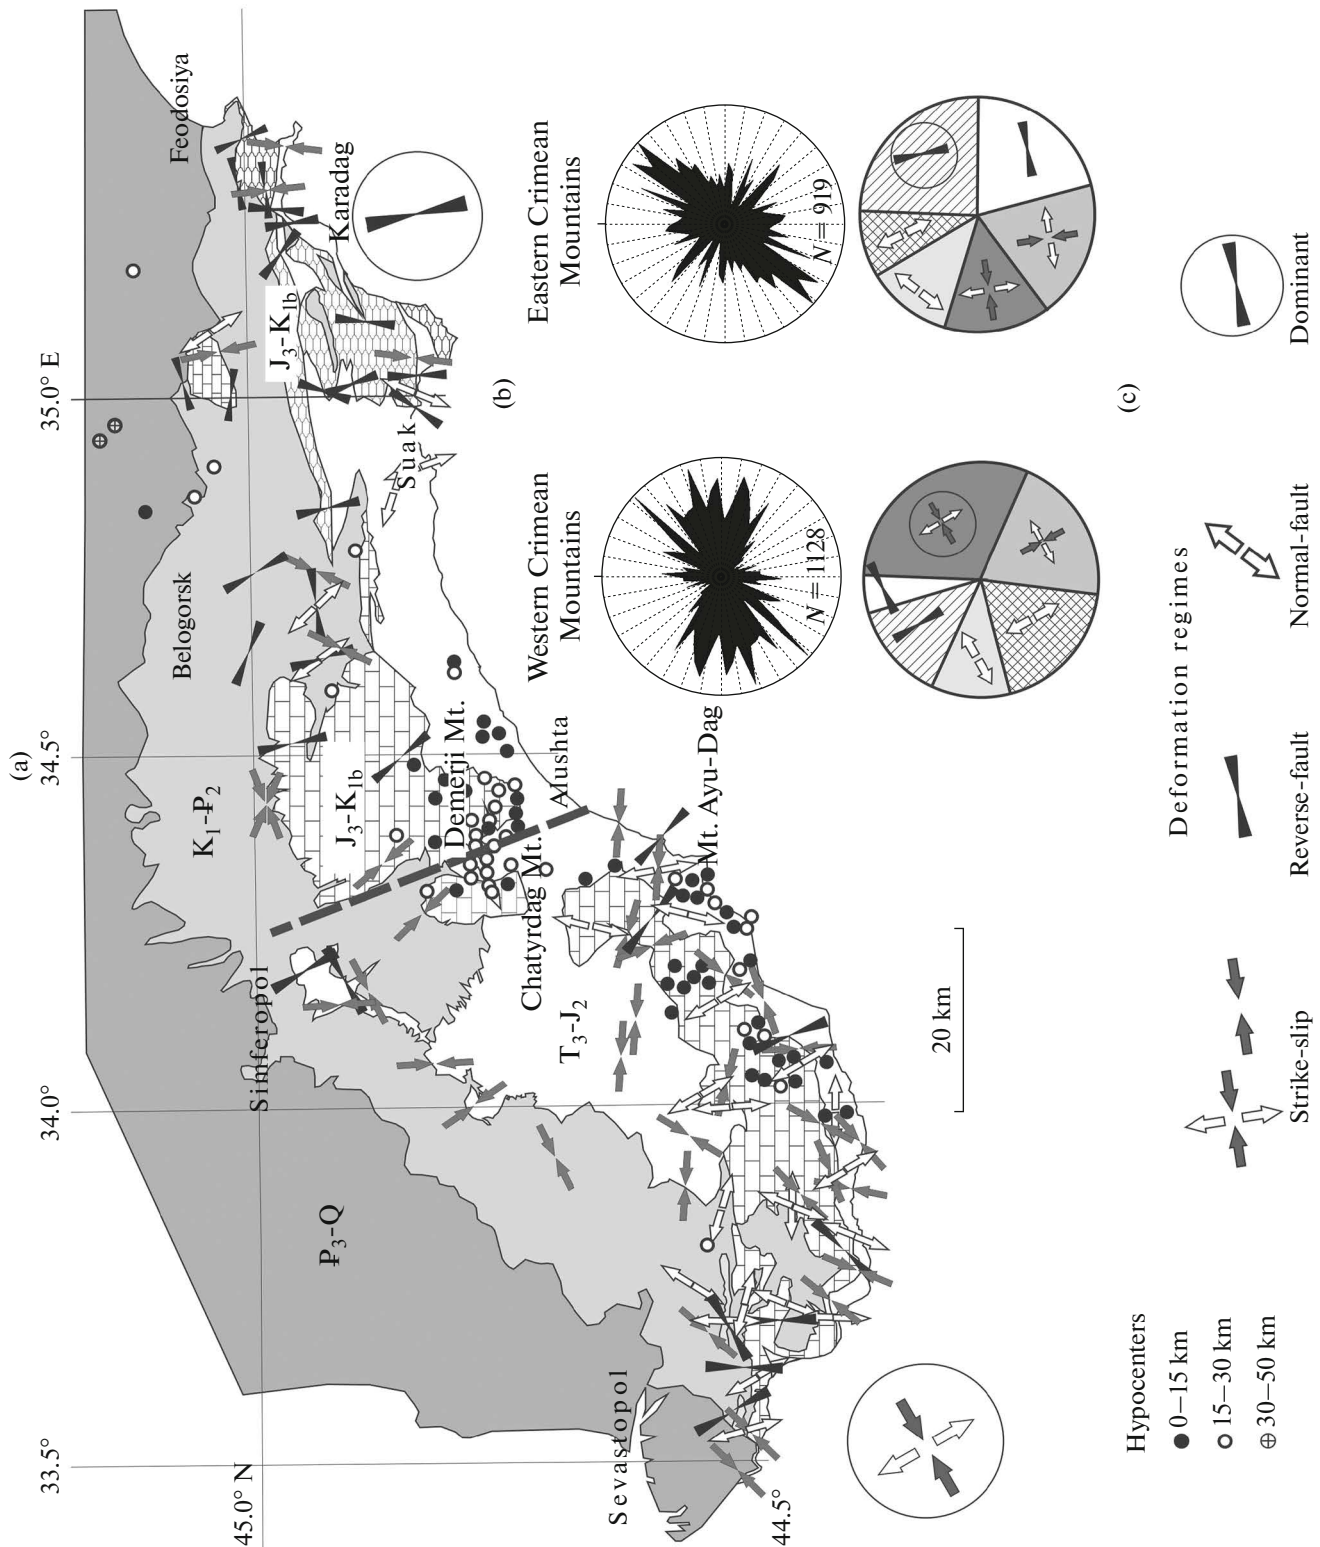 (a)
33.5°
34.0°
34.5°
35.0° E
45.0° N
44.5°
Feodosiya
Karadag
Belogorsk
Simferopol
Sevastopol
Alushta
Suak
J₃-K₁b
J₃-K₁b
K₁-Ꝑ₂
Ꝑ₃-Q
T₃-J₂
Demerji Mt.
Chatyrdag Mt.
Mt. Ayu-Dag
20 km
(b)
Western Crimean
Mountains
N = 1128
Eastern Crimean
Mountains
N = 919
(c)
Hypocenters
0–15 km
15–30 km
30–50 km
Deformation regimes
Strike-slip
Reverse-fault
Normal-fault
Dominant